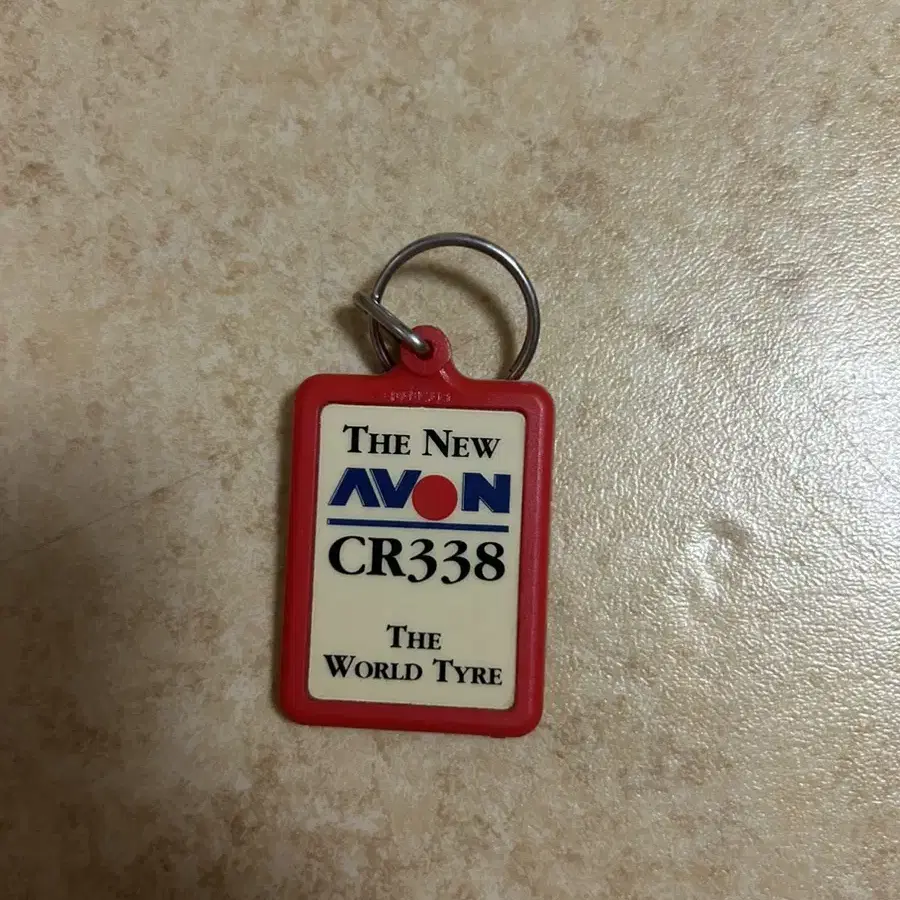 THE NEW
AVON
CR338
THE
WORLD TYRE